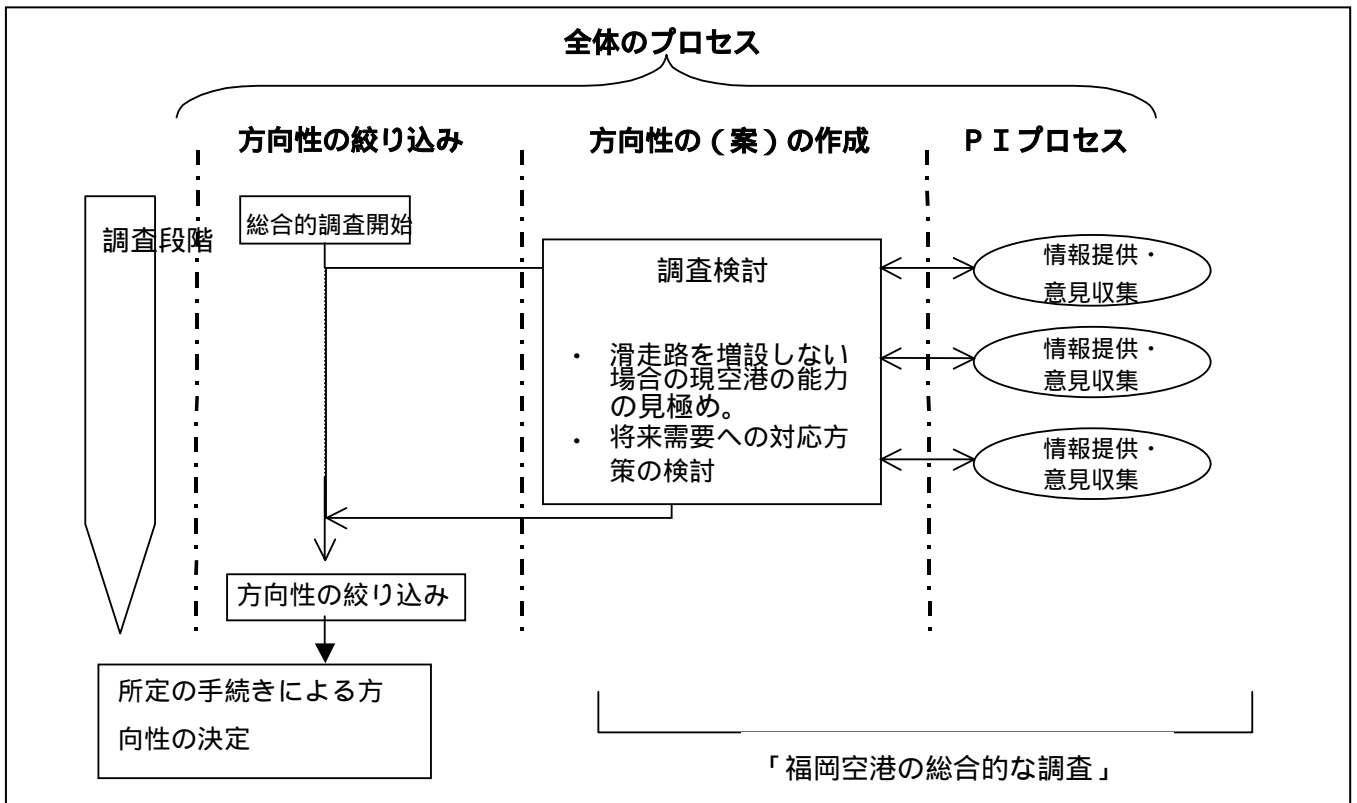 全体のプロセス
方向性の絞り込み
方向性の（案）の作成
ＰＩプロセス
調査段階
総合的調査開始
調査検討
・ 滑走路を増設しない
場合の現空港の能力
の見極め。
・ 将来需要への対応方
策の検討
情報提供・
意見収集
情報提供・
意見収集
情報提供・
意見収集
方向性の絞り込み
所定の手続きによる方
向性の決定
「福岡空港の総合的な調査」